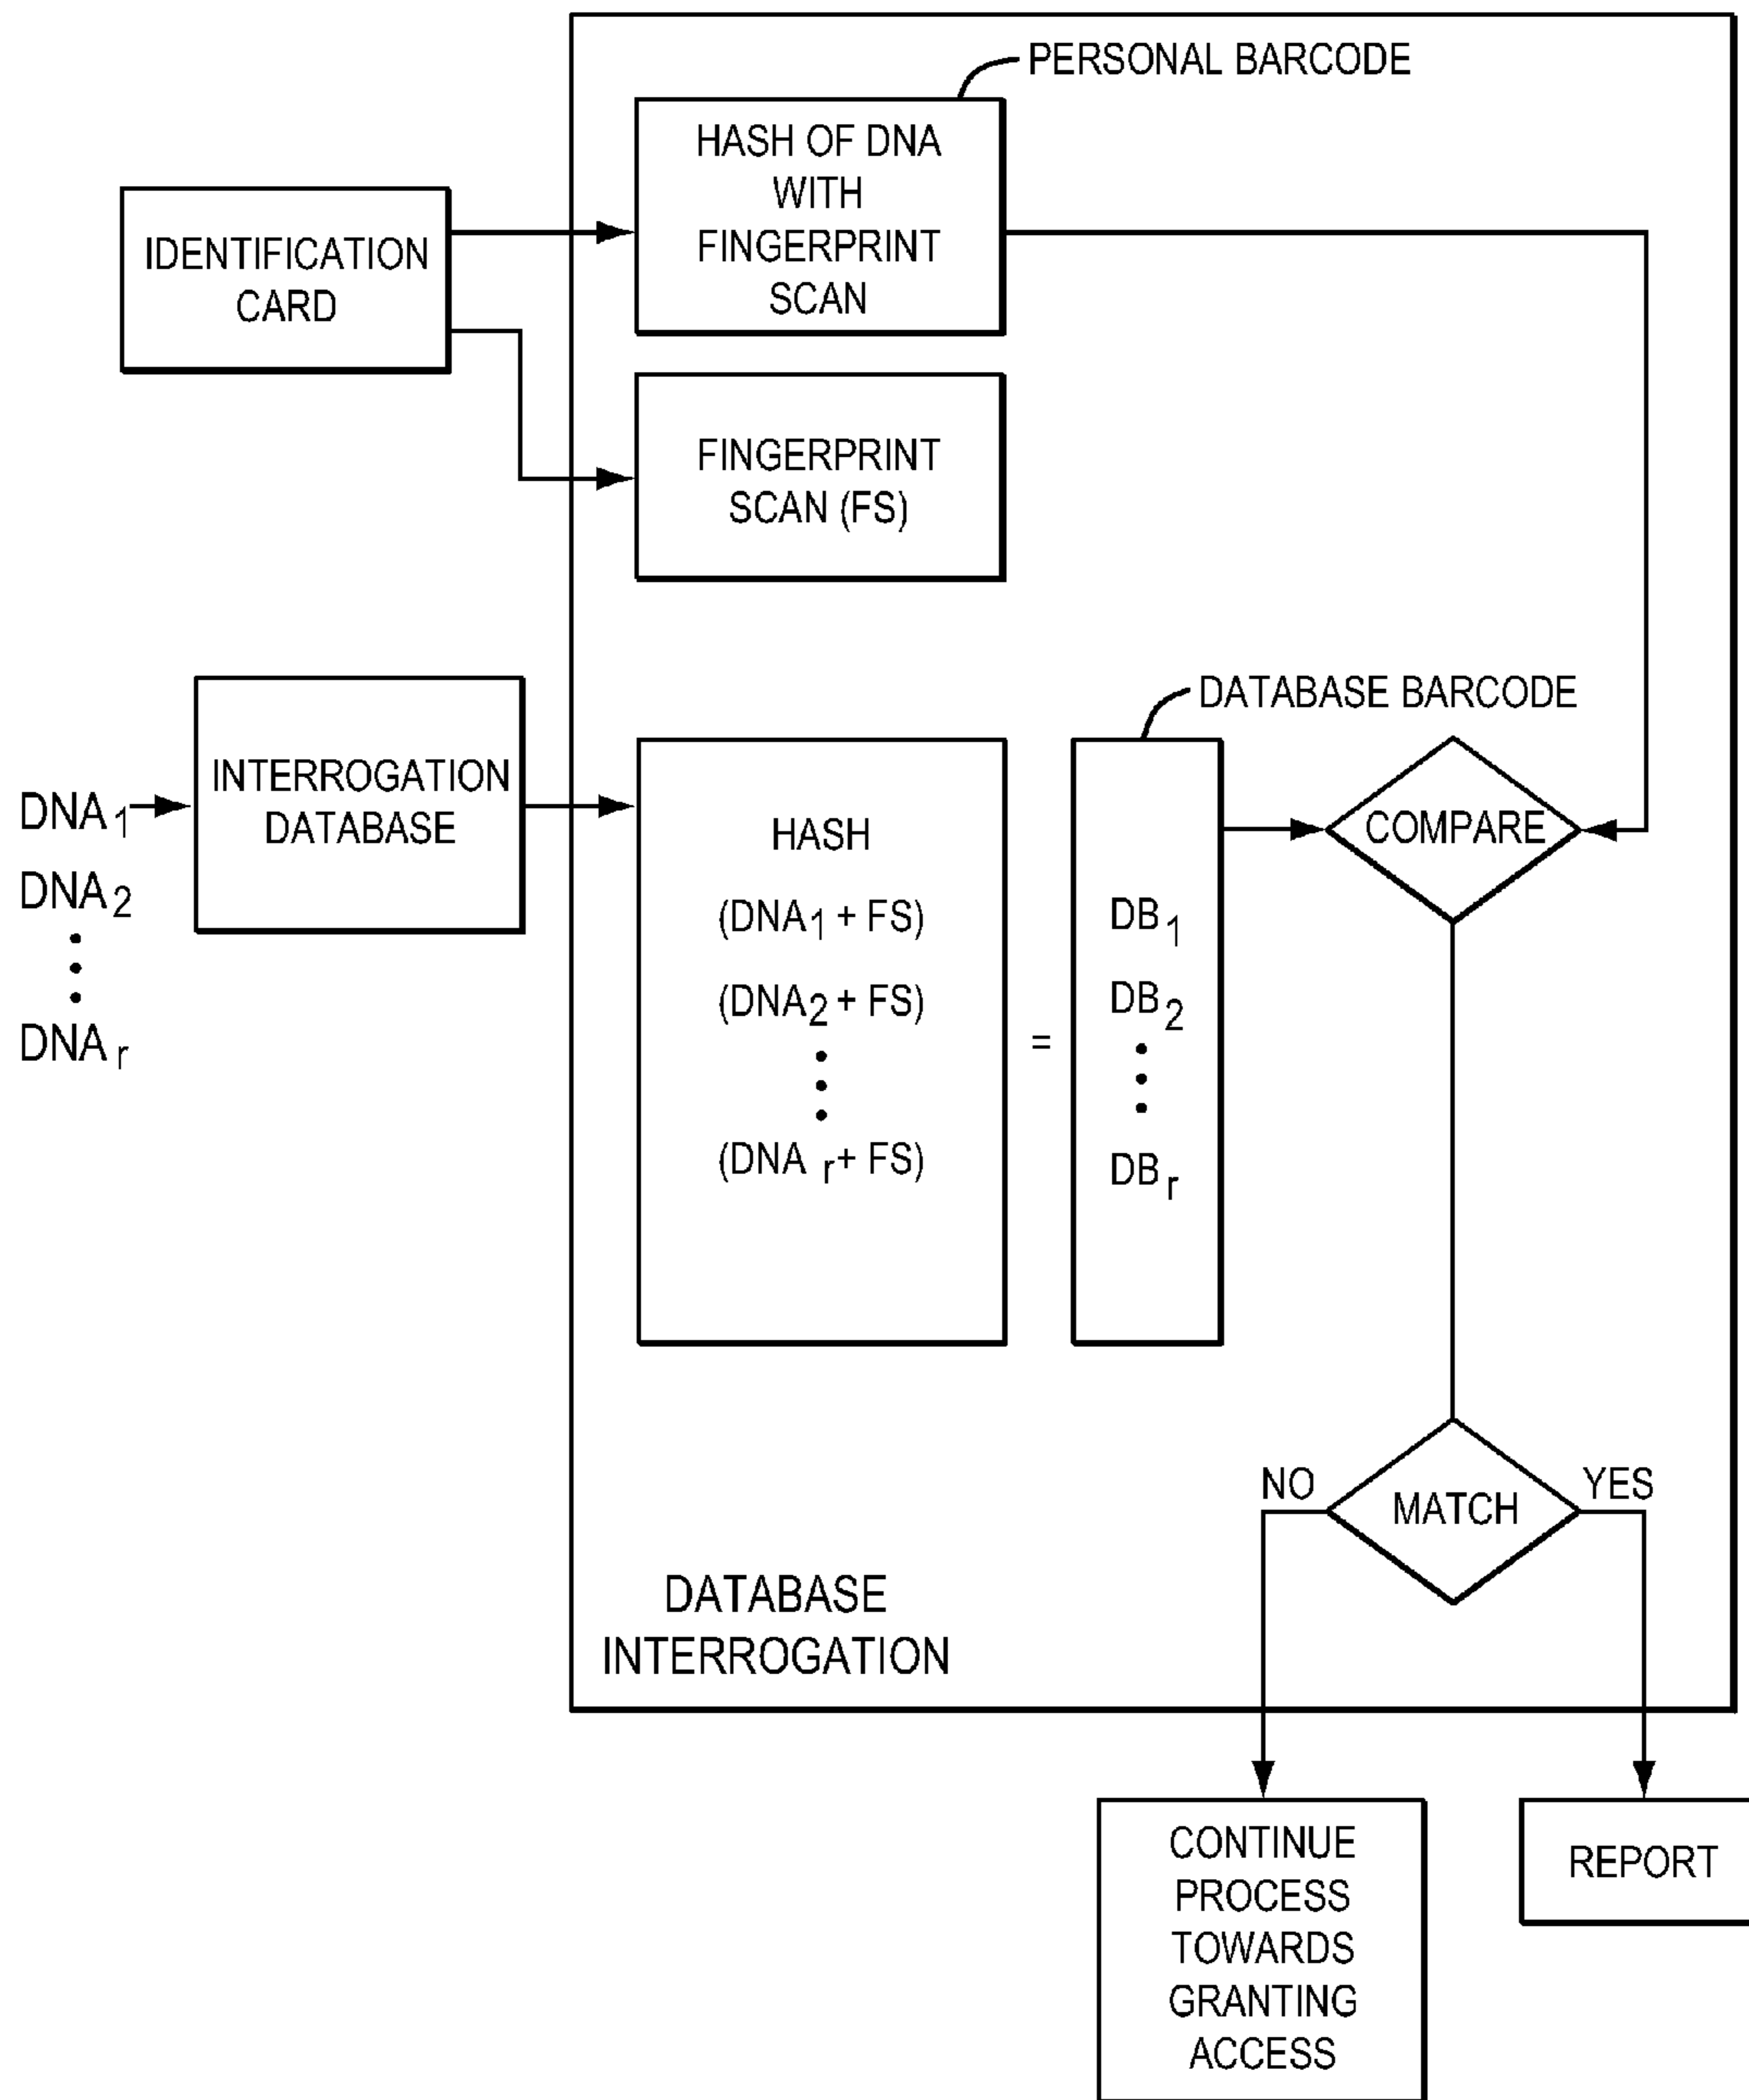 PERSONAL BARCODE
HASH OF DNA
WITH
FINGERPRINT
SCAN
IDENTIFICATION
CARD
FINGERPRINT
SCAN (FS)
DATABASE BARCODE
INTERROGATION
DATABASE
DNA1
DNA2
DNAr
HASH
(DNA1 + FS)
(DNA2 + FS)
(DNA r + FS)
=
DB1
DB2
DBr
COMPARE
NO
YES
MATCH
DATABASE
INTERROGATION
CONTINUE
PROCESS
TOWARDS
GRANTING
ACCESS
REPORT